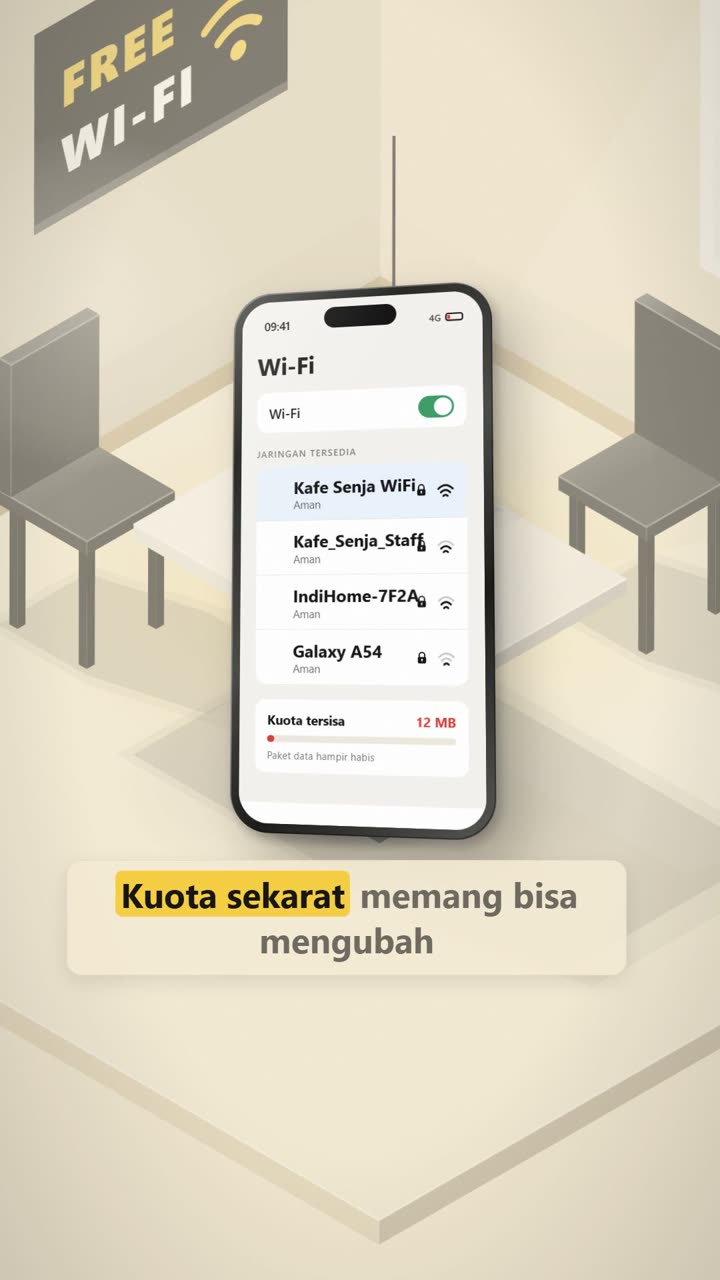 FREE
WI-FI
09:41
4G
Wi-Fi
Wi-Fi
JARINGAN TERSEDIA
Kafe Senja WiFi
Aman
Kafe_Senja_Staff
Aman
IndiHome-7F2A
Aman
Galaxy A54
Aman
Kuota tersisa 12 MB
Paket data hampir habis
Kuota sekarat memang bisa
mengubah